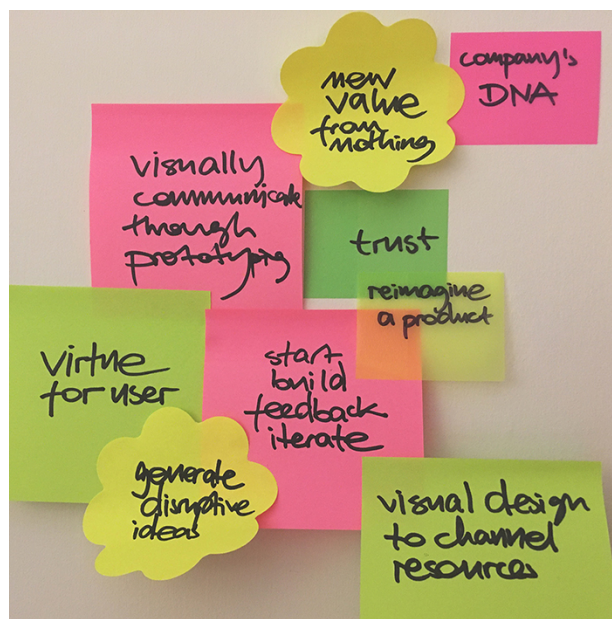 new
value
from
nothing
company's
DNA
visually
communicate
through
prototyping
trust
reimagine
a product
virtue
for user
start
build
feedback
iterate
generate
disruptive
ideas
visual design
to channel
resources